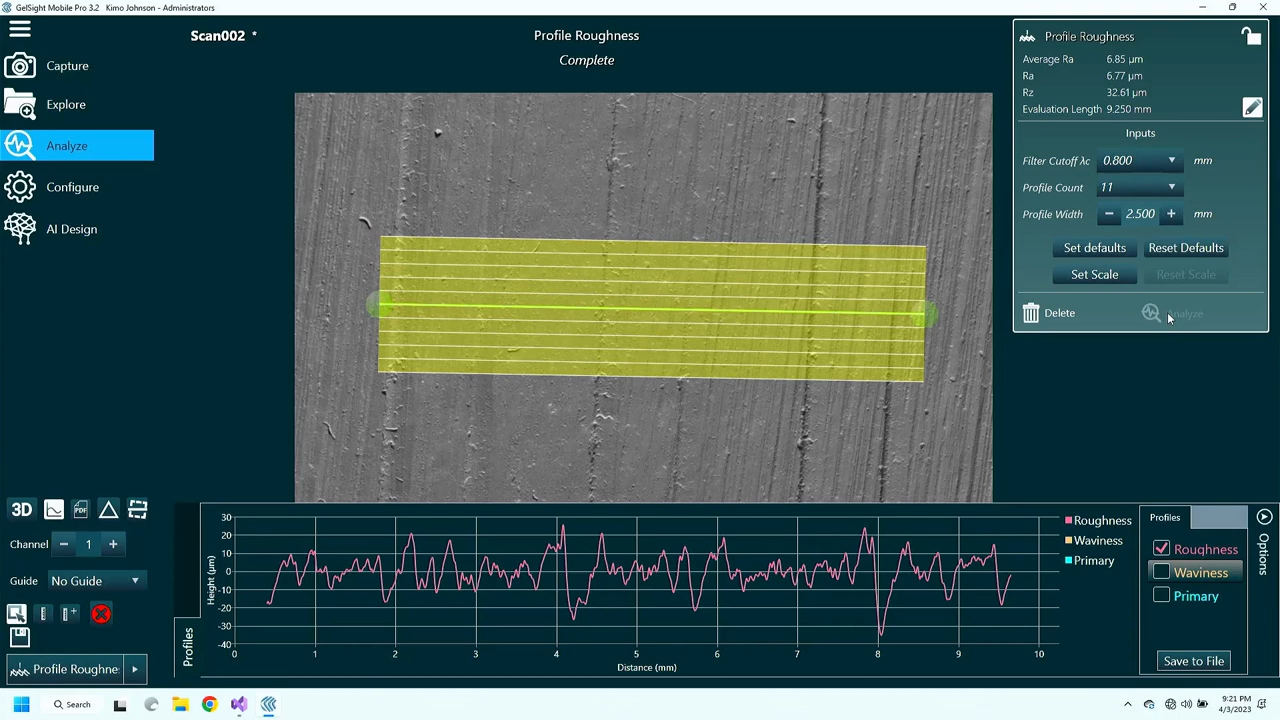 GelSight Mobile Pro 3.2 Kimo Johnson - Administrators
Scan002 *
Profile Roughness
Complete
Capture
Explore
Analyze
Configure
AI Design
Profile Roughness
Average Ra 6.85 µm
Ra 6.77 µm
Rz 32.61 µm
Evaluation Length 9.250 mm
Inputs
Filter Cutoff λc 0.800 mm
Profile Count 11
Profile Width − 2.500 + mm
Set defaults Reset Defaults
Set Scale Reset Scale
Delete Analyze
3D PDF
Channel − 1 +
Guide No Guide
Profile Roughne
Profiles
Height (µm)
30
20
10
0
-10
-20
-30
-40
0 1 2 3 4 5 6 7 8 9 10
Distance (mm)
Roughness
Waviness
Primary
Profiles
Roughness
Waviness
Primary
Save to File
Options
Search
9:21 PM
4/3/2023